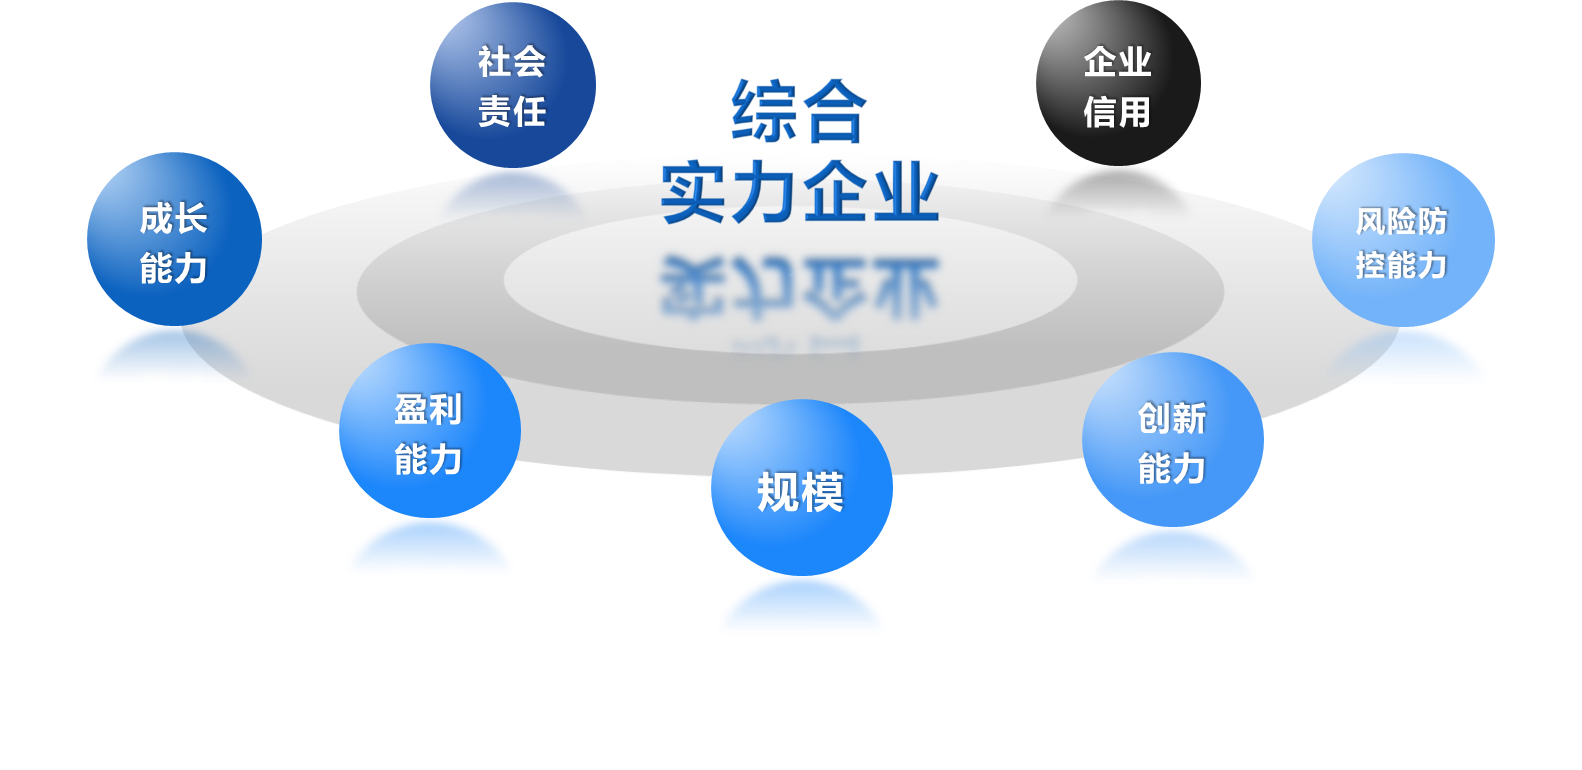 社会
责任
企业
信用
综合
实力企业
成长
能力
风险防
控能力
盈利
能力
规模
创新
能力